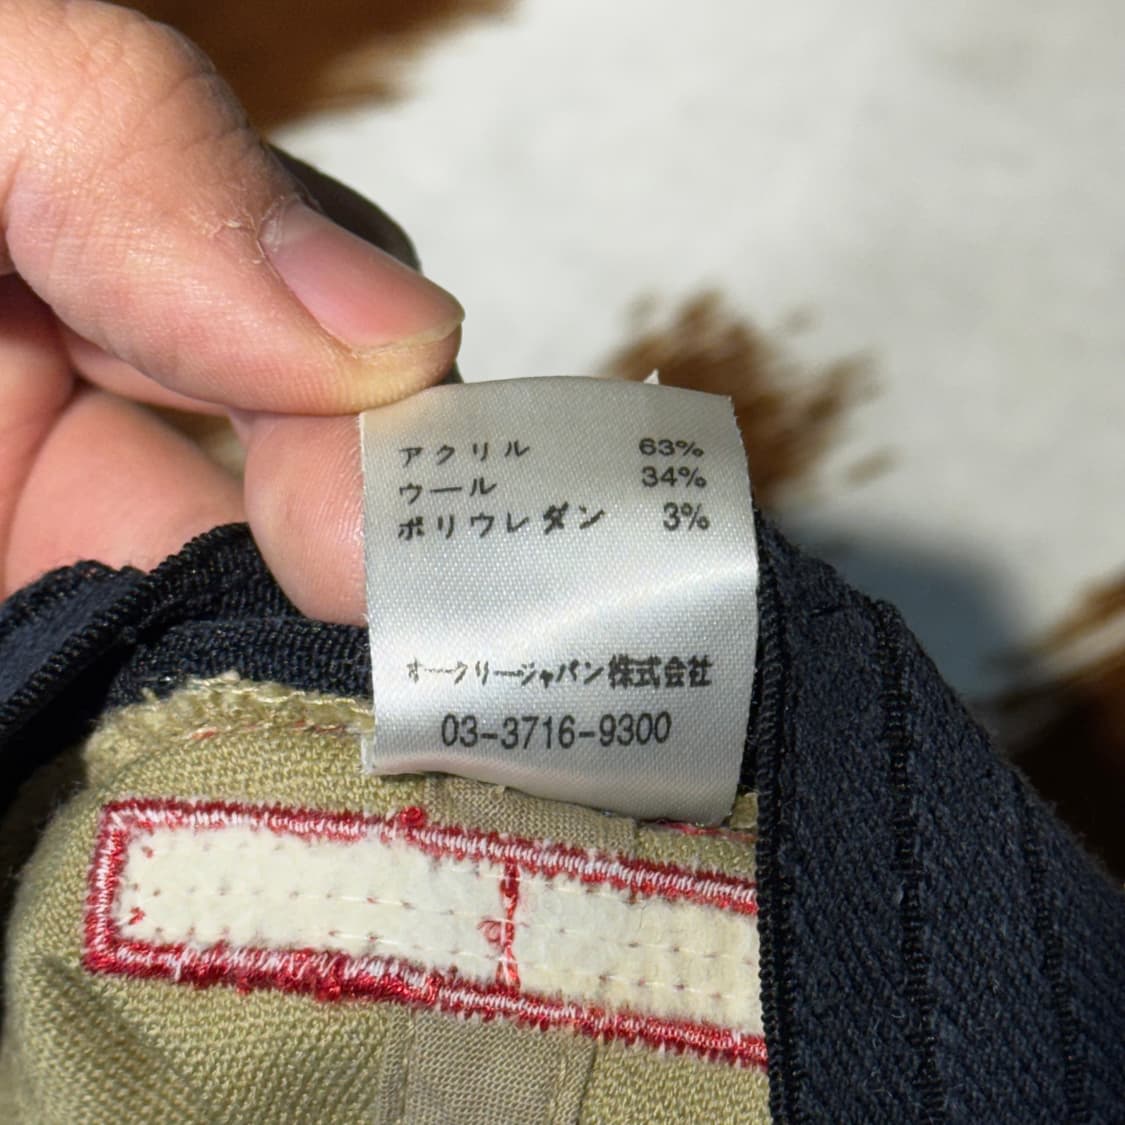 アクリル 63%
ウール 34%
ポリウレダン 3%
オークリージャパン株式会社
03-3716-9300